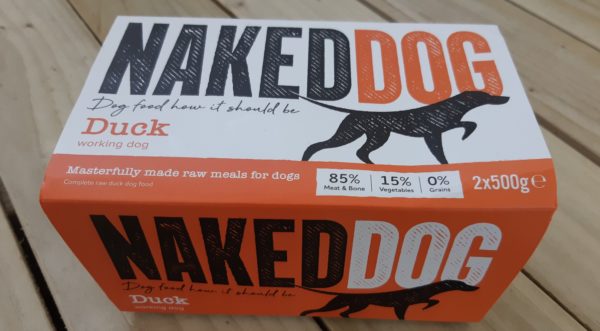 NAKEDDOG
Dog food how it should be
Duck
working dog
Masterfully made raw meals for dogs
Complete raw duck dog food
85% Meat & Bone
15% Vegetables
0% Grains
2x500g℮
NAKEDDOG
Dog food how it should be
Duck
working dog